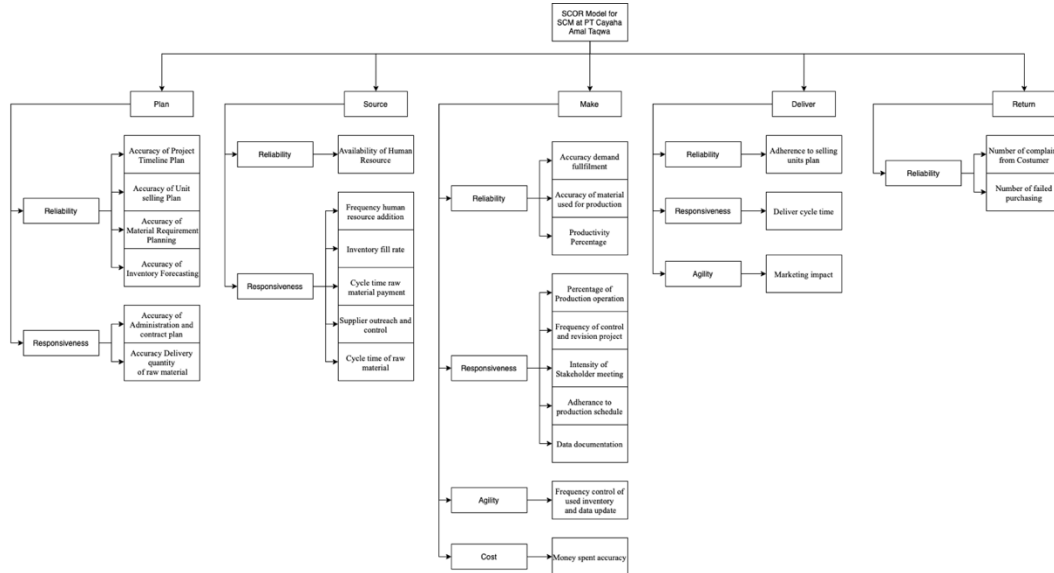 SCOR Model for
SCM at PT Cayaha
Amal Taqwa
Plan
Source
Make
Deliver
Return
Reliability
Accuracy of Project
Timeline Plan
Accuracy of Unit
selling Plan
Accuracy of
Material Requirement
Planning
Accuracy of
Inventory Forecasting
Responsiveness
Accuracy of
Administration and
contract plan
Accuracy Delivery
quantity
of raw material
Reliability
Availability of Human
Resource
Responsiveness
Frequency human
resource addition
Inventory fill rate
Cycle time raw
material payment
Supplier outreach and
control
Cycle time of raw
material
Reliability
Accuracy demand
fullfilment
Accuracy of material
used for production
Productivity
Percentage
Responsiveness
Percentage of
Production operation
Frequency of control
and revision project
Intensity of
Stakeholder meeting
Adherance to
production schedule
Data documentation
Agility
Frequency control of
used inventory
and data update
Cost
Money spent accuracy
Reliability
Adherence to selling
units plan
Responsiveness
Deliver cycle time
Agility
Marketing impact
Reliability
Number of complain
from Costumer
Number of failed
purchasing